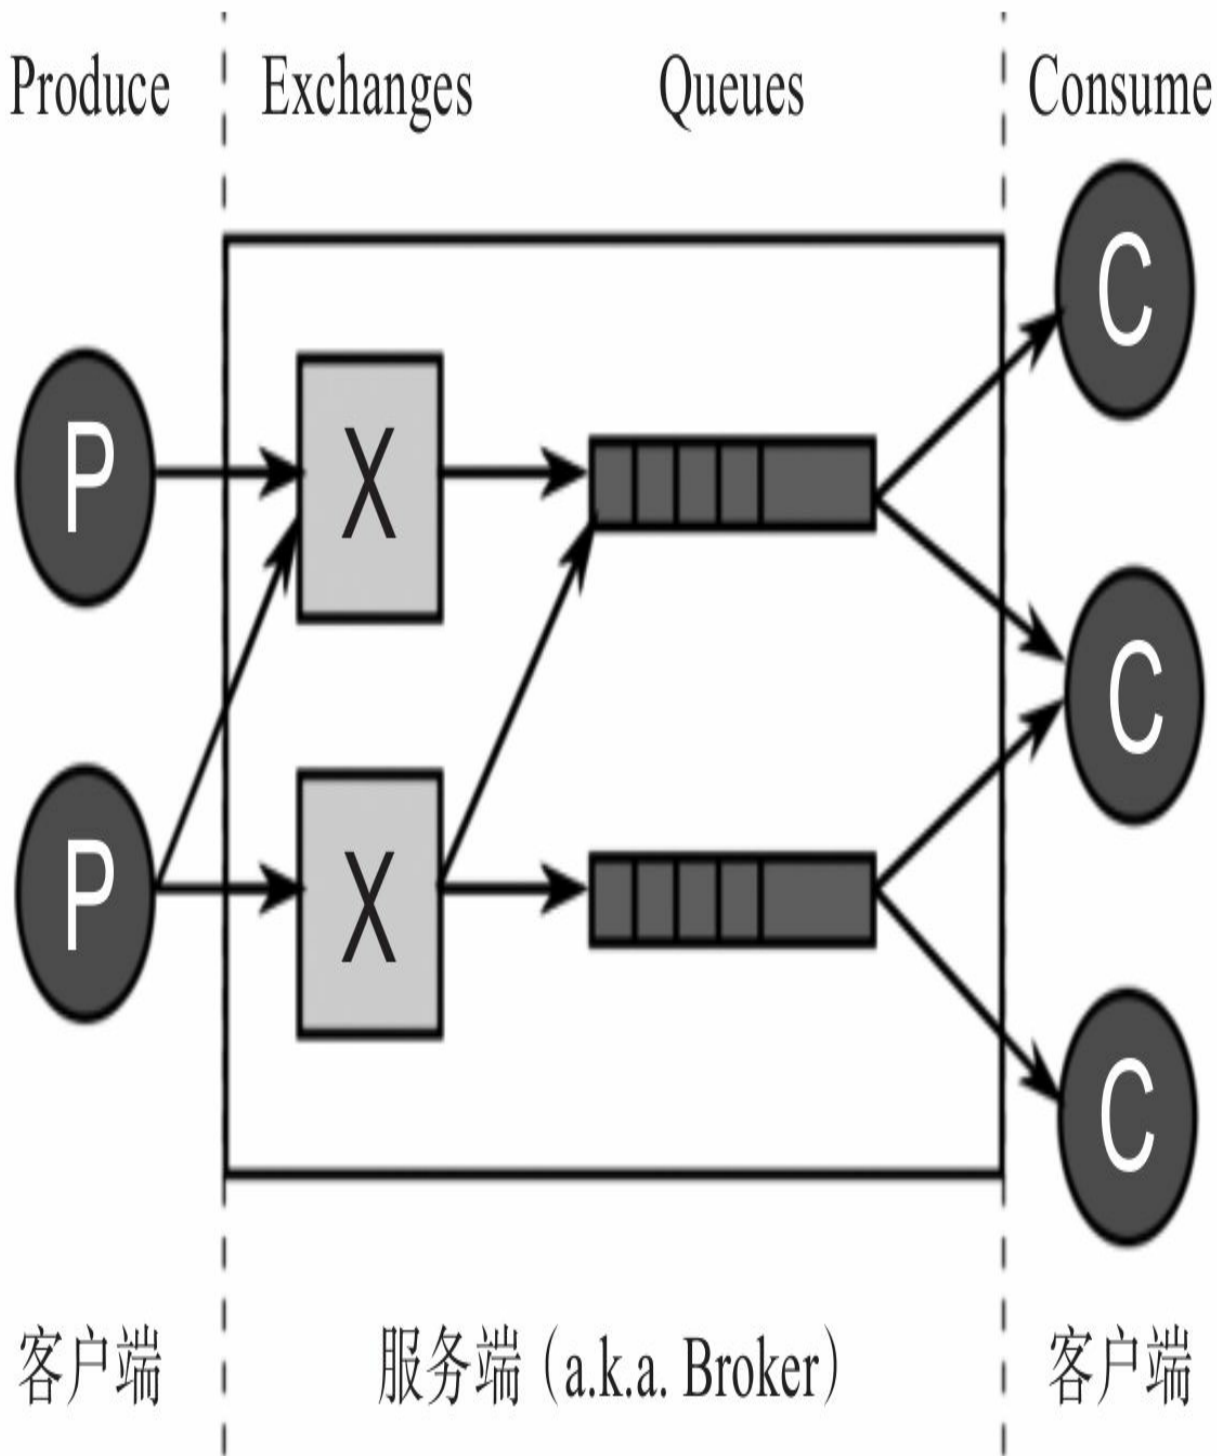 Produce Exchanges Queues Consume
C
P X
C
P X
C
客户端 服务端（a.k.a. Broker） 客户端